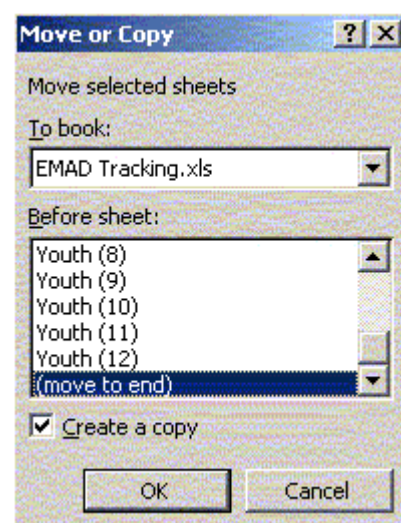 Move or Copy
Move selected sheets
To book:
EMAD Tracking.xls
Before sheet:
Youth (8)
Youth (9)
Youth (10)
Youth (11)
Youth (12)
(move to end)
Create a copy
OK Cancel